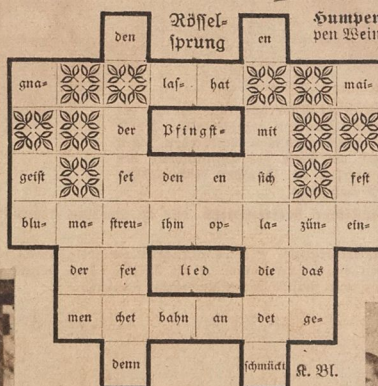 den Rössel= en Humpen
sprung pen Wein
gna= las= hat mai=
der Pfingst= mit
geist set den en sich fest
blu= ma= streu= ihm op= la= zün= ein=
der fer lied die das
men chet bahn an det ge=
denn schmückt K. Bl.